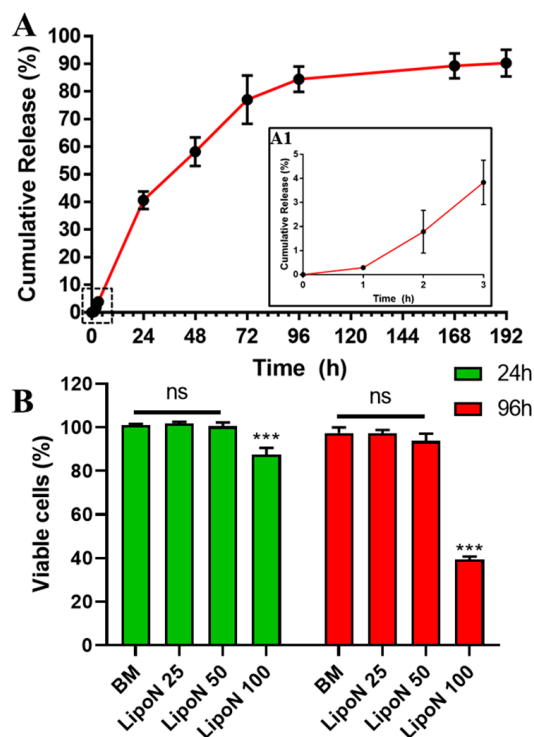 A
Cumulative Release (%)
100
90
80
70
60
50
40
30
20
10
0
0 24 48 72 96 120 144 168 192
Time (h)
A1
Cumulative Release (%)
5
4
3
2
1
0
0 1 2 3
Time (h)
B
24h
96h
Viable cells (%)
120
100
80
60
40
20
0
ns
***
ns
***
BM
LipoN 25
LipoN 50
LipoN 100
BM
LipoN 25
LipoN 50
LipoN 100